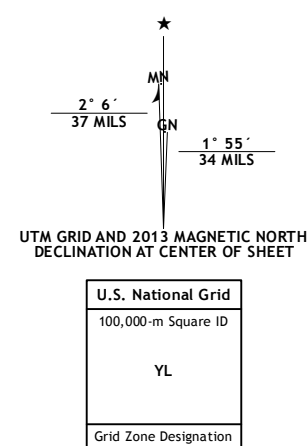 MN
2° 6´
37 MILS
GN
1° 55´
34 MILS
UTM GRID AND 2013 MAGNETIC NORTH
DECLINATION AT CENTER OF SHEET
U.S. National Grid
100,000-m Square ID
YL
Grid Zone Designation